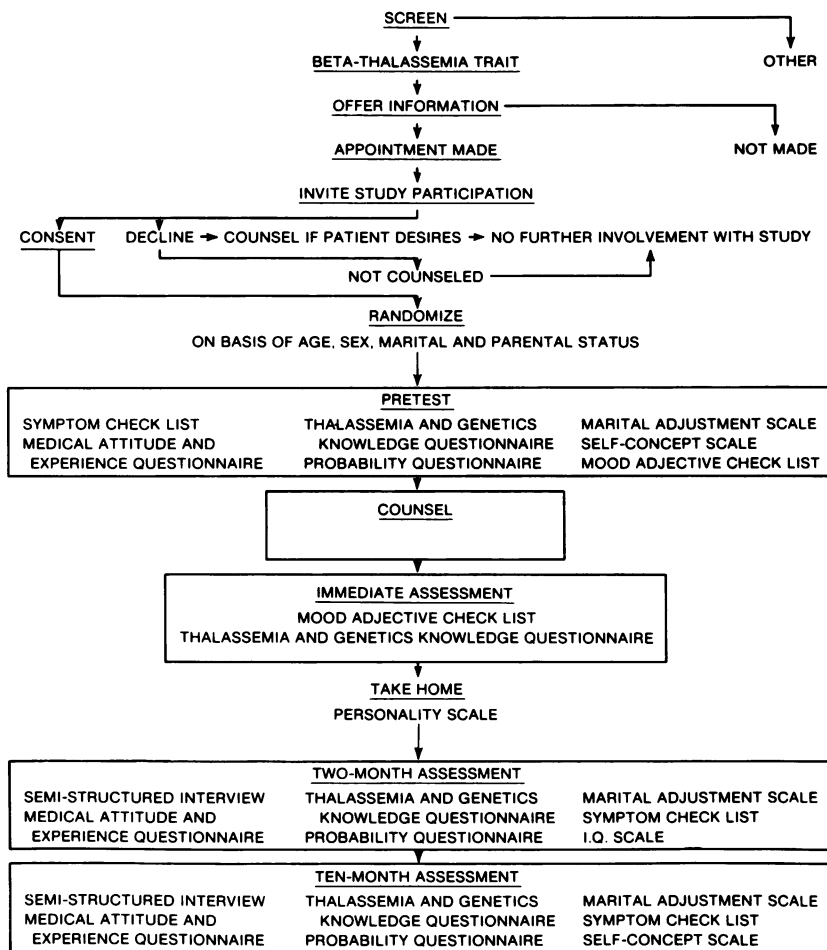 SCREEN
BETA-THALASSEMIA TRAIT
OTHER
OFFER INFORMATION
APPOINTMENT MADE
NOT MADE
INVITE STUDY PARTICIPATION
CONSENT DECLINE → COUNSEL IF PATIENT DESIRES → NO FURTHER INVOLVEMENT WITH STUDY
NOT COUNSELED
RANDOMIZE
ON BASIS OF AGE, SEX, MARITAL AND PARENTAL STATUS
PRETEST
SYMPTOM CHECK LIST
MEDICAL ATTITUDE AND
EXPERIENCE QUESTIONNAIRE
THALASSEMIA AND GENETICS
KNOWLEDGE QUESTIONNAIRE
PROBABILITY QUESTIONNAIRE
MARITAL ADJUSTMENT SCALE
SELF-CONCEPT SCALE
MOOD ADJECTIVE CHECK LIST
COUNSEL
IMMEDIATE ASSESSMENT
MOOD ADJECTIVE CHECK LIST
THALASSEMIA AND GENETICS KNOWLEDGE QUESTIONNAIRE
TAKE HOME
PERSONALITY SCALE
TWO-MONTH ASSESSMENT
SEMI-STRUCTURED INTERVIEW
MEDICAL ATTITUDE AND
EXPERIENCE QUESTIONNAIRE
THALASSEMIA AND GENETICS
KNOWLEDGE QUESTIONNAIRE
PROBABILITY QUESTIONNAIRE
MARITAL ADJUSTMENT SCALE
SYMPTOM CHECK LIST
I.Q. SCALE
TEN-MONTH ASSESSMENT
SEMI-STRUCTURED INTERVIEW
MEDICAL ATTITUDE AND
EXPERIENCE QUESTIONNAIRE
THALASSEMIA AND GENETICS
KNOWLEDGE QUESTIONNAIRE
PROBABILITY QUESTIONNAIRE
MARITAL ADJUSTMENT SCALE
SYMPTOM CHECK LIST
SELF-CONCEPT SCALE